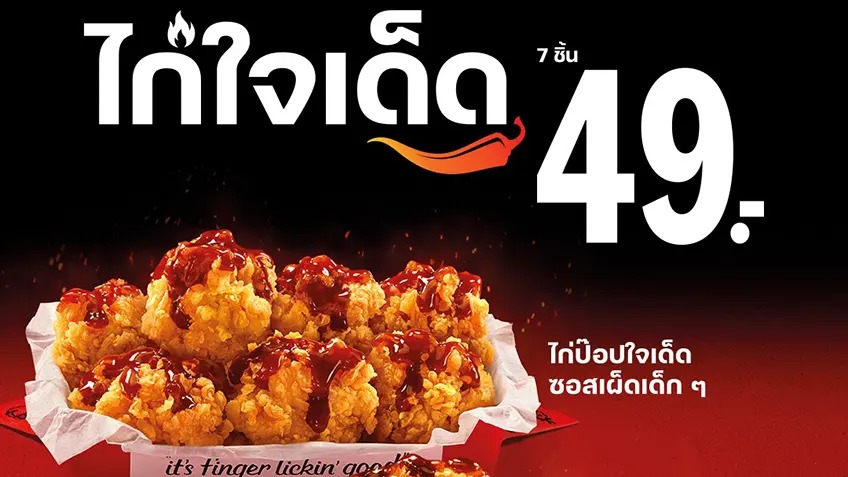 ไก่ใจเด็ด
7 ชิ้น
49.-
ไก่ป๊อปใจเด็ด
ซอสเผ็ดเด็ก ๆ
"it's finger lickin' good"